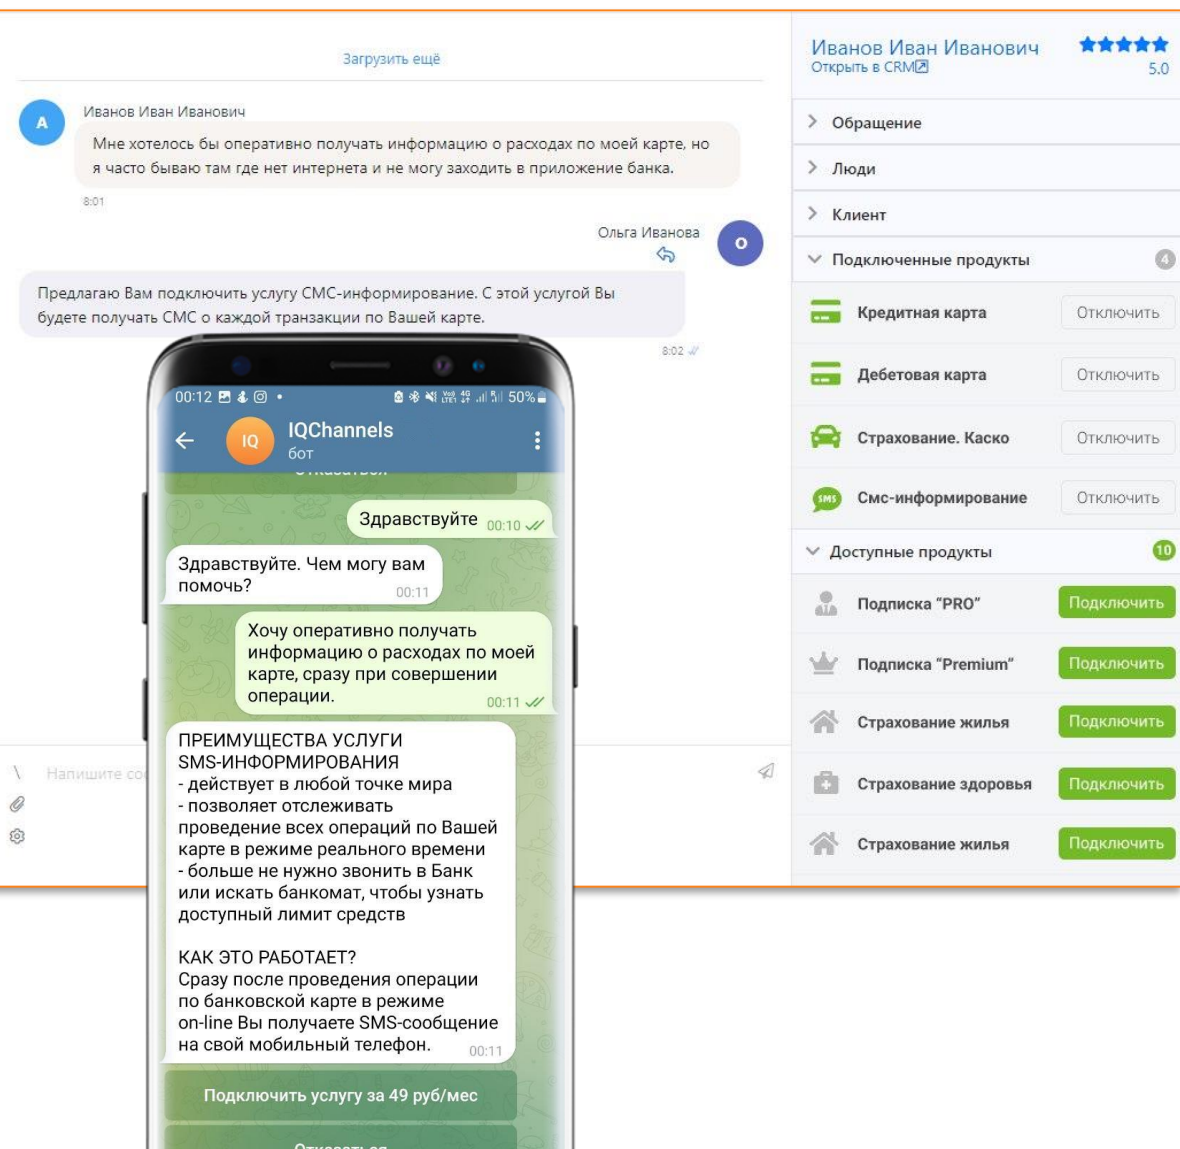 Загрузить ещё
А
Иванов Иван Иванович
Мне хотелось бы оперативно получать информацию о расходах по моей карте, но
я часто бываю там где нет интернета и не могу заходить в приложение банка.
8:01
Ольга Иванова
О
Предлагаю Вам подключить услугу СМС-информирование. С этой услугой Вы
будете получать СМС о каждой транзакции по Вашей карте.
8:02
Напишите соо
Иванов Иван Иванович
Открыть в CRM
5.0
Обращение
Люди
Клиент
Подключенные продукты 4
Кредитная карта Отключить
Дебетовая карта Отключить
Страхование. Каско Отключить
SMS Смс-информирование Отключить
Доступные продукты 10
Подписка “PRO” Подключить
Подписка “Premium” Подключить
Страхование жилья Подключить
Страхование здоровья Подключить
Страхование жилья Подключить
00:12 50%
IQ
IQChannels
бот
Отказаться
Здравствуйте 00:10
Здравствуйте. Чем могу вам
помочь?
00:11
Хочу оперативно получать
информацию о расходах по моей
карте, сразу при совершении
операции.
00:11
ПРЕИМУЩЕСТВА УСЛУГИ
SMS-ИНФОРМИРОВАНИЯ
- действует в любой точке мира
- позволяет отслеживать
проведение всех операций по Вашей
карте в режиме реального времени
- больше не нужно звонить в Банк
или искать банкомат, чтобы узнать
доступный лимит средств
КАК ЭТО РАБОТАЕТ?
Сразу после проведения операции
по банковской карте в режиме
on-line Вы получаете SMS-сообщение
на свой мобильный телефон.
00:11
Подключить услугу за 49 руб/мес
Отказаться